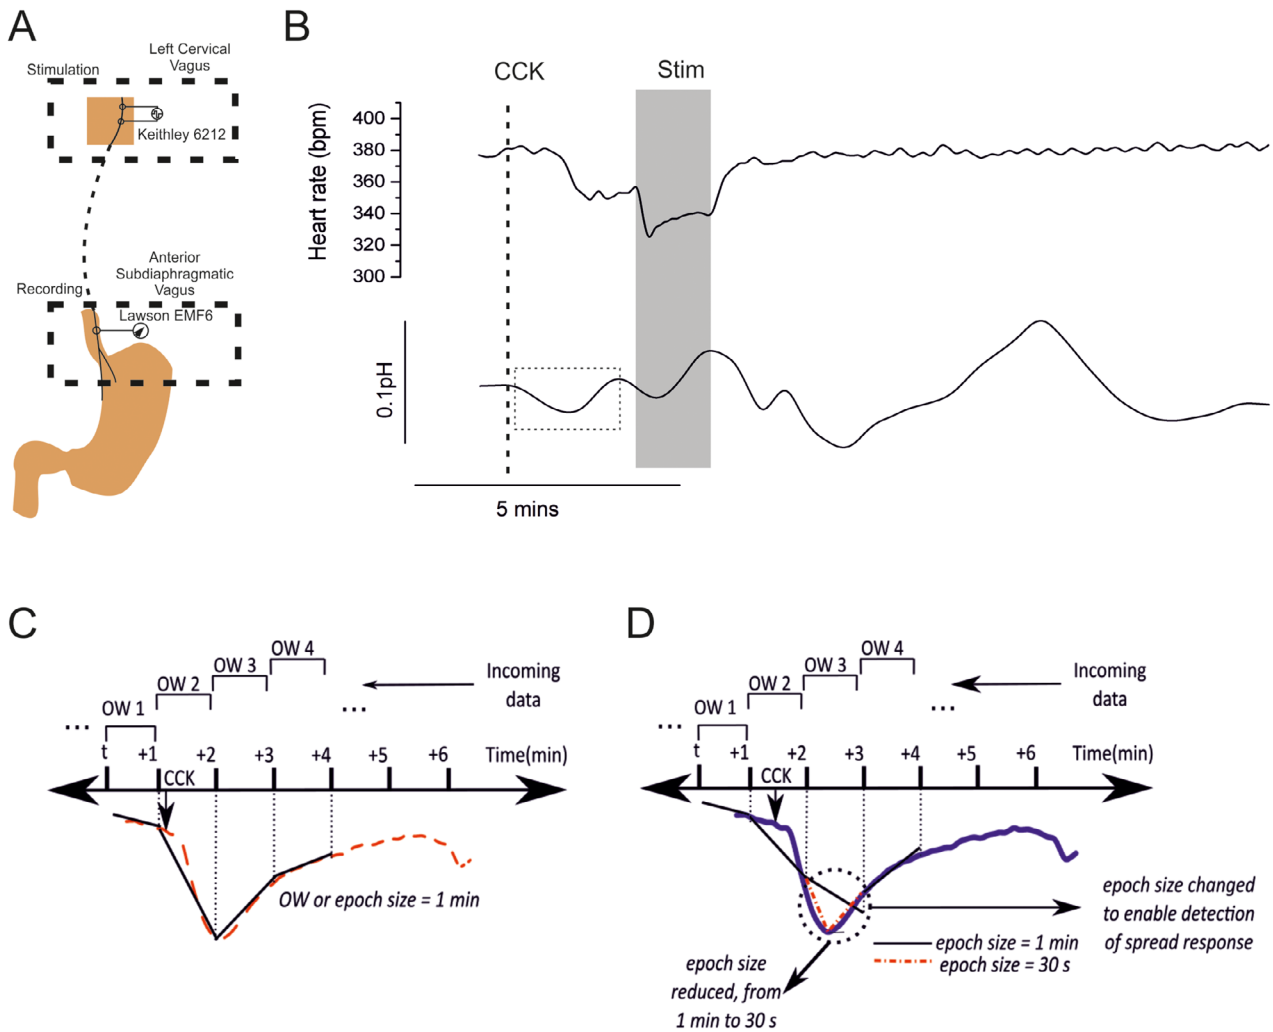 A
Left Cervical
Vagus
Stimulation
Keithley 6212
Anterior
Subdiaphragmatic
Vagus
Recording
Lawson EMF6
B
CCK
Stim
Heart rate (bpm)
400
380
360
340
320
300
0.1pH
5 mins
C
OW 4
OW 3
OW 2
OW 1
Incoming
data
...
...
t +1 +2 +3 +4 +5 +6 Time(min)
CCK
OW or epoch size = 1 min
D
OW 4
OW 3
OW 2
OW 1
Incoming
data
...
...
t +1 +2 +3 +4 +5 +6 Time(min)
CCK
epoch size changed
to enable detection
of spread response
epoch size = 1 min
epoch size = 30 s
epoch size
reduced, from
1 min to 30 s